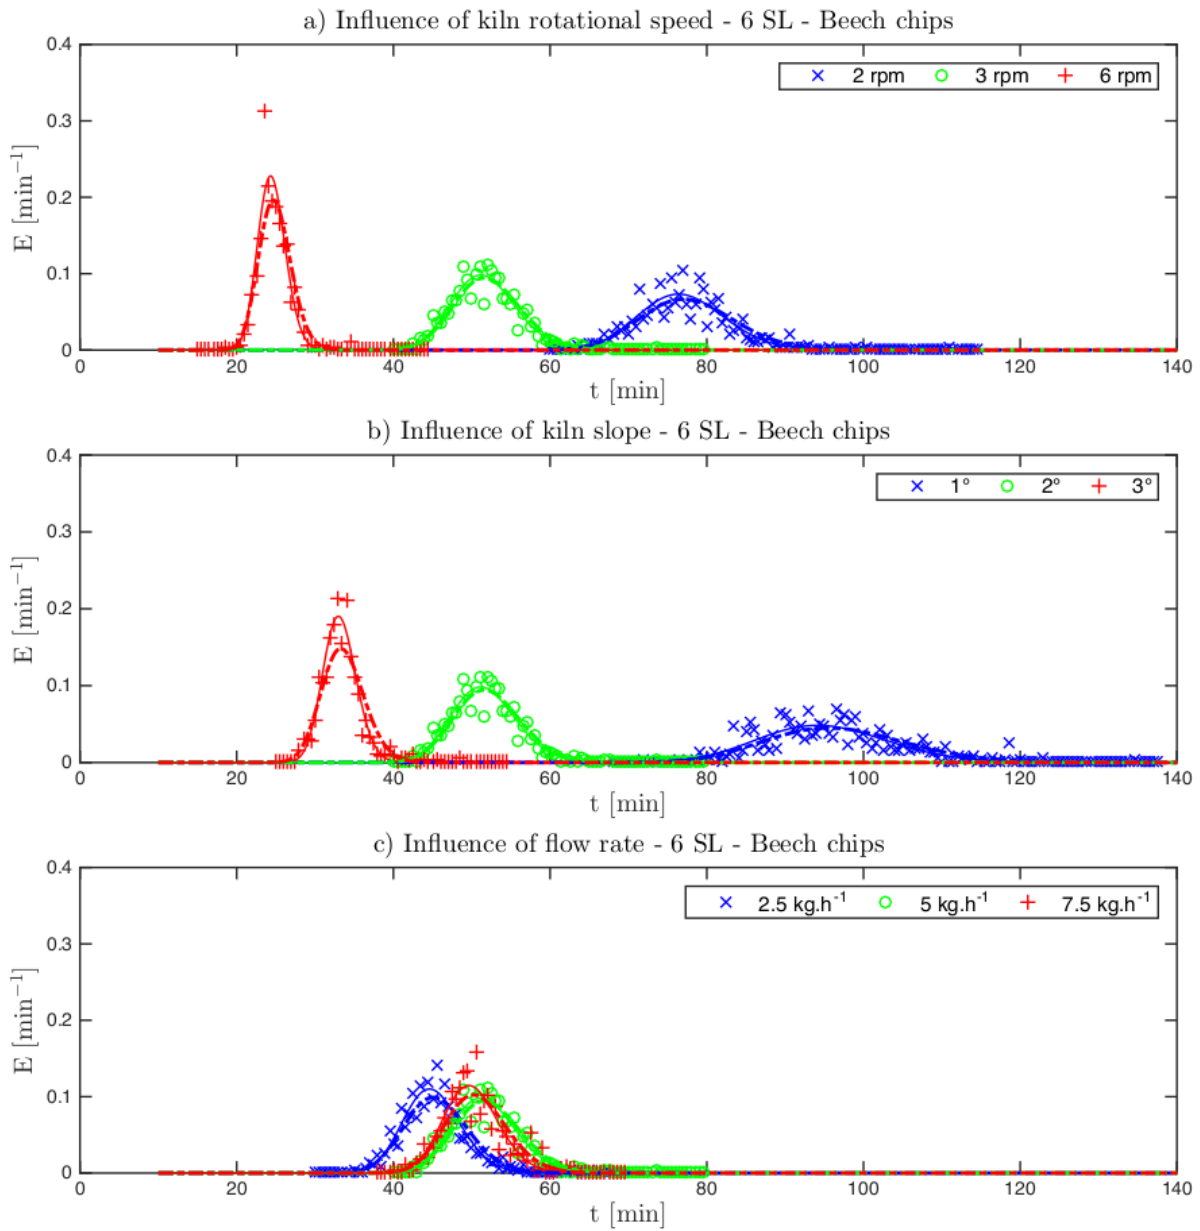 a) Influence of kiln rotational speed - 6 SL - Beech chips
0.4
0.3
0.2
0.1
0
E [min⁻¹]
2 rpm 3 rpm 6 rpm
0 20 40 60 80 100 120 140
t [min]
b) Influence of kiln slope - 6 SL - Beech chips
0.4
0.3
0.2
0.1
0
E [min⁻¹]
1° 2° 3°
0 20 40 60 80 100 120 140
t [min]
c) Influence of flow rate - 6 SL - Beech chips
0.4
0.3
0.2
0.1
0
E [min⁻¹]
2.5 kg.h⁻¹ 5 kg.h⁻¹ 7.5 kg.h⁻¹
0 20 40 60 80 100 120 140
t [min]